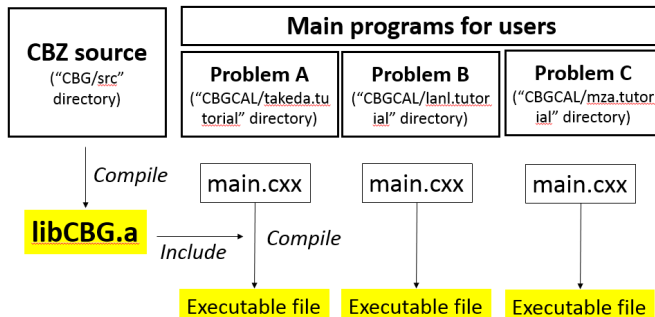 CBZ source
("CBG/src"
directory)
Main programs for users
Problem A
("CBGCAL/takeda.tu
torial" directory)
Problem B
("CBGCAL/lanl.tutor
ial" directory)
Problem C
("CBGCAL/mza.tutor
ial" directory)
Compile
main.cxx
main.cxx
main.cxx
libCBG.a
Include
Compile
Executable file
Executable file
Executable file